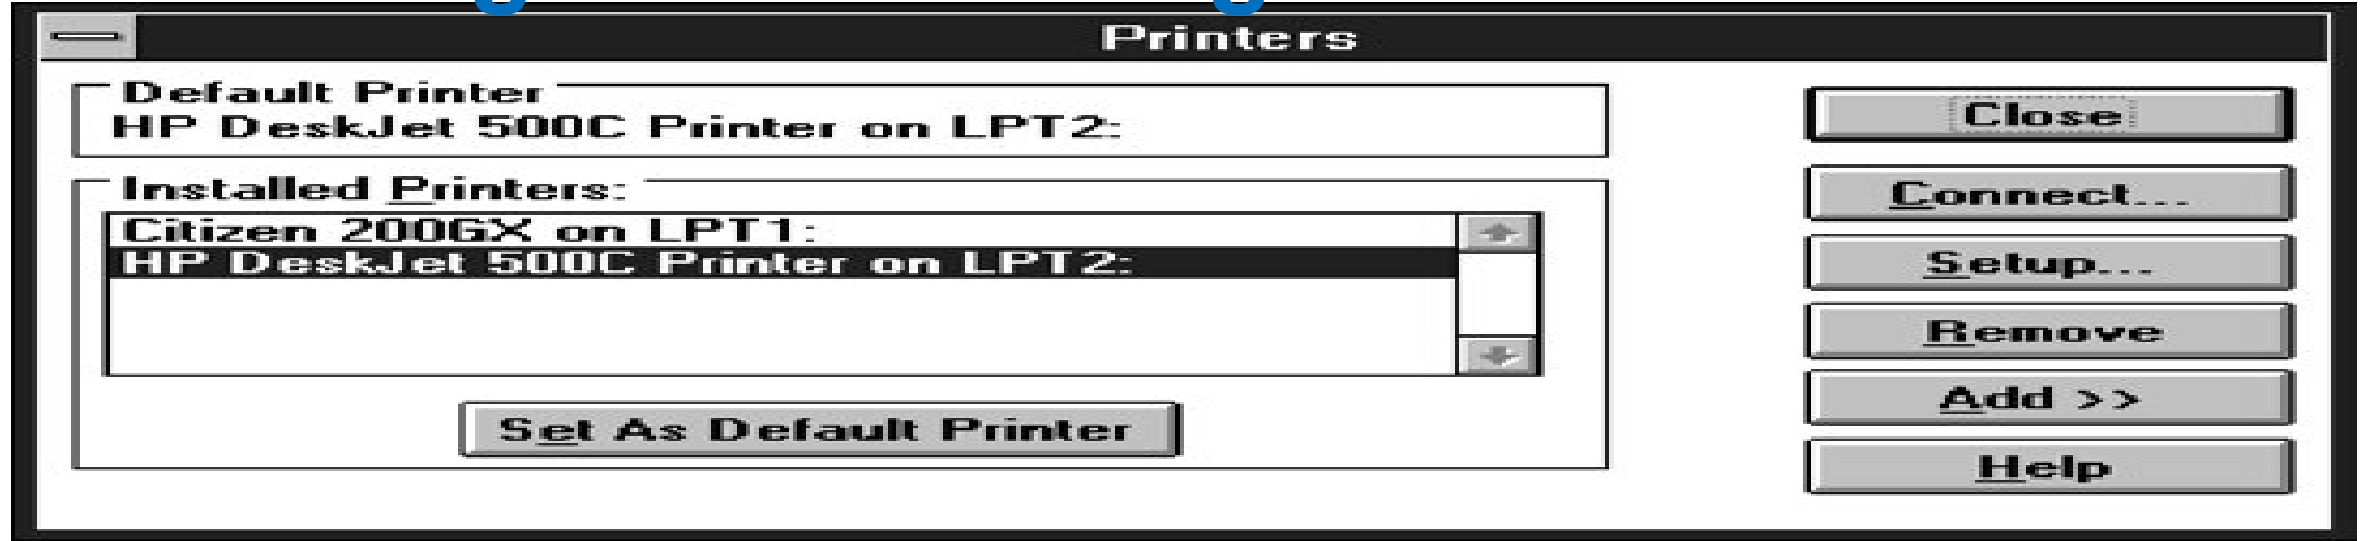 Printers
Default Printer
HP DeskJet 500C Printer on LPT2:
Installed Printers:
Citizen 200GX on LPT1:
HP DeskJet 500C Printer on LPT2:
Set As Default Printer
Close
Connect...
Setup...
Remove
Add >>
Help